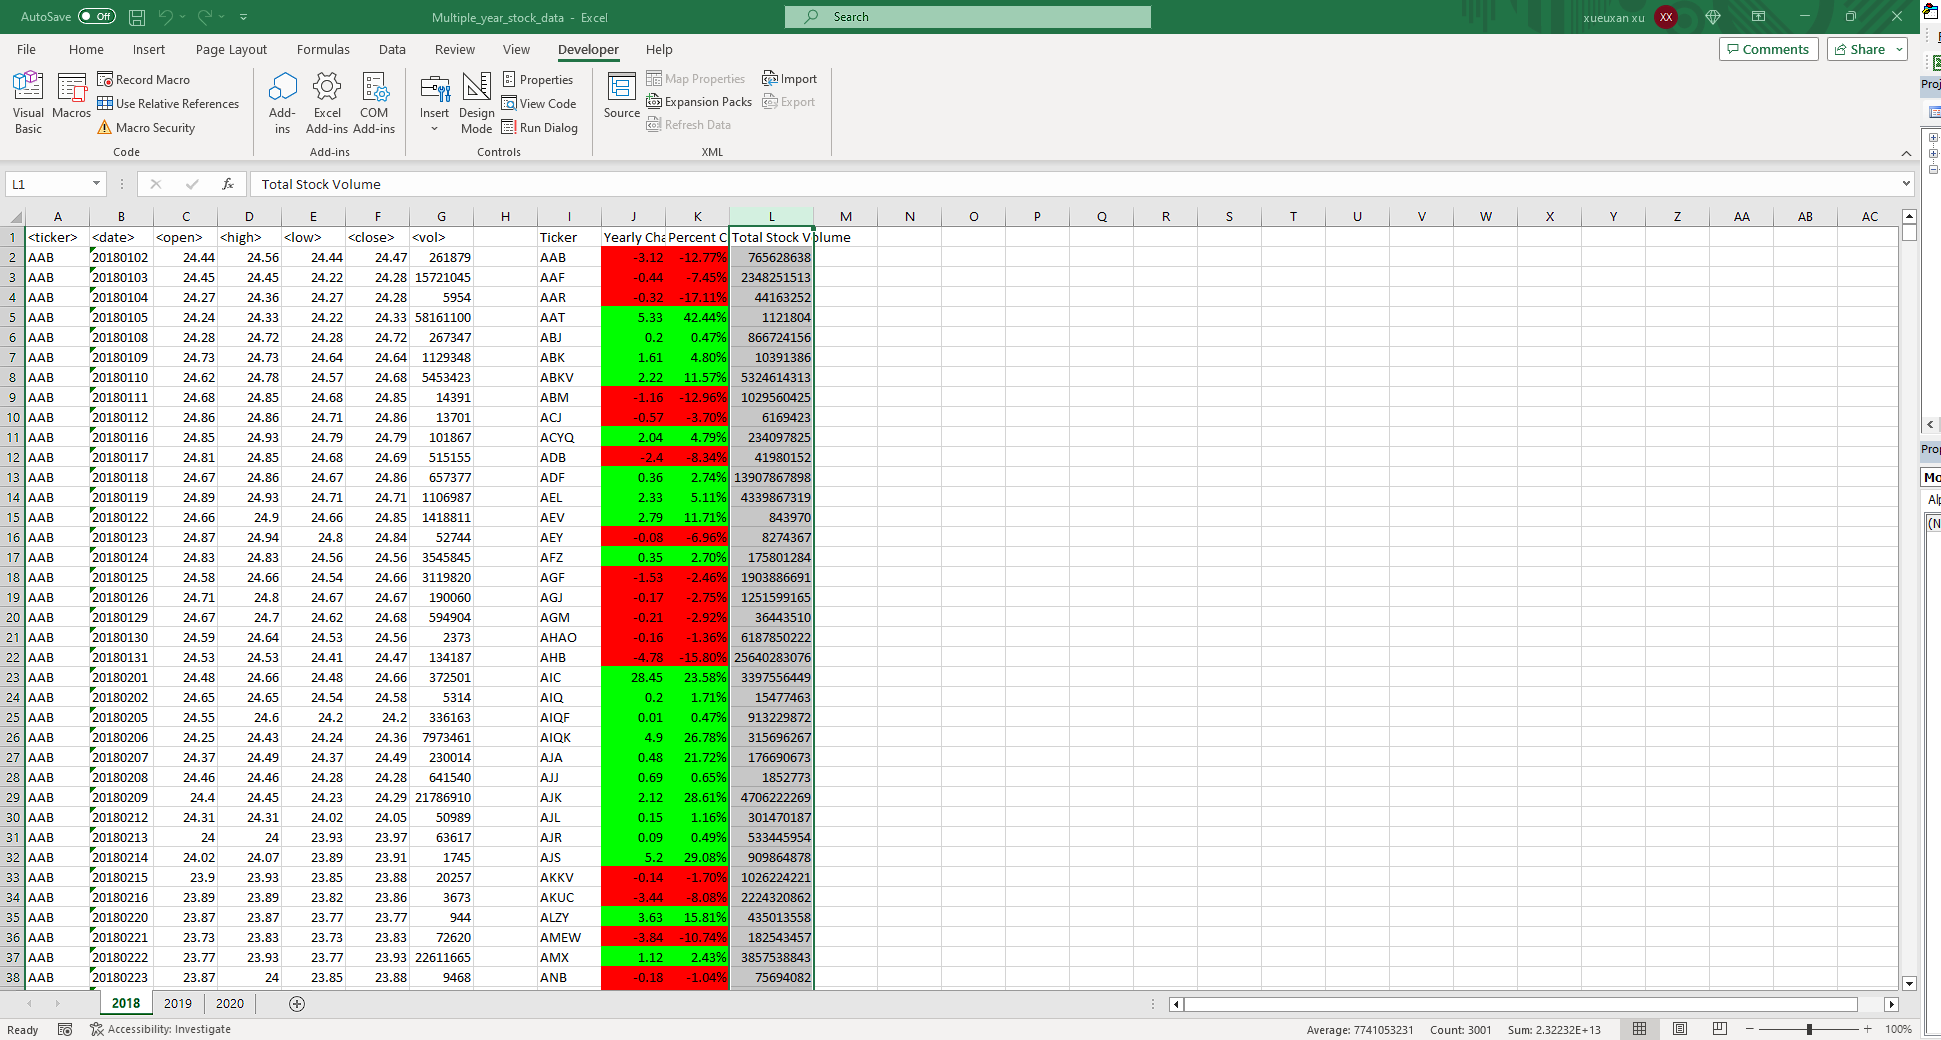 AutoSave Off Multiple_year_stock_data - Excel Search xueuxan xu XX
File Home Insert Page Layout Formulas Data Review View Developer Help Comments Share
Visual Basic Macros Record Macro Use Relative References Macro Security Add-ins Excel Add-ins COM Add-ins Insert Design Mode Properties View Code Run Dialog Source Map Properties Expansion Packs Refresh Data Import Export
Code Add-ins Controls XML
L1 fx Total Stock Volume
A B C D E F G H I J K L M N O P Q R S T U V W X Y Z AA AB AC
1 <ticker> <date> <open> <high> <low> <close> <vol> Ticker Yearly Cha Percent C Total Stock Volume
2 AAB 20180102 24.44 24.56 24.44 24.47 261879 AAB -3.12 -12.77% 765628638
3 AAB 20180103 24.45 24.45 24.22 24.28 15721045 AAF -0.44 -7.45% 2348251513
4 AAB 20180104 24.27 24.36 24.27 24.28 5954 AAR -0.32 -17.11% 44163252
5 AAB 20180105 24.24 24.33 24.22 24.33 58161100 AAT 5.33 42.44% 1121804
6 AAB 20180108 24.28 24.72 24.28 24.72 267347 ABJ 0.2 0.47% 866724156
7 AAB 20180109 24.73 24.73 24.64 24.64 1129348 ABK 1.61 4.80% 10391386
8 AAB 20180110 24.62 24.78 24.57 24.68 5453423 ABKV 2.22 11.57% 5324614313
9 AAB 20180111 24.68 24.85 24.68 24.85 14391 ABM -1.16 -12.96% 1029560425
10 AAB 20180112 24.86 24.86 24.71 24.86 13701 ACJ -0.57 -3.70% 6169423
11 AAB 20180116 24.85 24.93 24.79 24.79 101867 ACYQ 2.04 4.79% 234097825
12 AAB 20180117 24.81 24.85 24.68 24.69 515155 ADB -2.4 -8.34% 41980152
13 AAB 20180118 24.67 24.86 24.67 24.86 657377 ADF 0.36 2.74% 13907867898
14 AAB 20180119 24.89 24.93 24.71 24.71 1106987 AEL 2.33 5.11% 4339867319
15 AAB 20180122 24.66 24.9 24.66 24.85 1418811 AEV 2.79 11.71% 843970
16 AAB 20180123 24.87 24.94 24.8 24.84 52744 AEY -0.08 -6.96% 8274367
17 AAB 20180124 24.83 24.83 24.56 24.56 3545845 AFZ 0.35 2.70% 175801284
18 AAB 20180125 24.58 24.66 24.54 24.66 3119820 AGF -1.53 -2.46% 1903886691
19 AAB 20180126 24.71 24.8 24.67 24.67 190060 AGJ -0.17 -2.75% 1251599165
20 AAB 20180129 24.67 24.7 24.62 24.68 594904 AGM -0.21 -2.92% 36443510
21 AAB 20180130 24.59 24.64 24.53 24.56 2373 AHAO -0.16 -1.36% 6187850222
22 AAB 20180131 24.53 24.53 24.41 24.47 134187 AHB -4.78 -15.80% 25640283076
23 AAB 20180201 24.48 24.66 24.48 24.66 372501 AIC 28.45 23.58% 3397556449
24 AAB 20180202 24.65 24.65 24.54 24.58 5314 AIQ 0.2 1.71% 15477463
25 AAB 20180205 24.55 24.6 24.2 24.2 336163 AIQF 0.01 0.47% 913229872
26 AAB 20180206 24.25 24.43 24.24 24.36 7973461 AIQK 4.9 26.78% 315696267
27 AAB 20180207 24.37 24.49 24.37 24.49 230014 AJA 0.48 21.72% 176690673
28 AAB 20180208 24.46 24.46 24.28 24.28 641540 AJJ 0.69 0.65% 1852773
29 AAB 20180209 24.4 24.45 24.23 24.29 21786910 AJK 2.12 28.61% 4706222269
30 AAB 20180212 24.31 24.31 24.02 24.05 50989 AJL 0.15 1.16% 301470187
31 AAB 20180213 24 24 23.93 23.97 63617 AJR 0.09 0.49% 533445954
32 AAB 20180214 24.02 24.07 23.89 23.91 1745 AJS 5.2 29.08% 909864878
33 AAB 20180215 23.9 23.93 23.85 23.88 20257 AKKV -0.14 -1.70% 1026224221
34 AAB 20180216 23.89 23.89 23.82 23.86 3673 AKUC -3.44 -8.08% 2224320862
35 AAB 20180220 23.87 23.87 23.77 23.77 944 ALZY 3.63 15.81% 435013558
36 AAB 20180221 23.73 23.83 23.73 23.83 72620 AMEW -3.84 -10.74% 182543457
37 AAB 20180222 23.77 23.93 23.77 23.93 22611665 AMX 1.12 2.43% 3857538843
38 AAB 20180223 23.87 24 23.85 23.88 9468 ANB -0.18 -1.04% 75694082
2018 2019 2020
Ready Accessibility: Investigate Average: 7741053231 Count: 3001 Sum: 2.32232E+13 100%